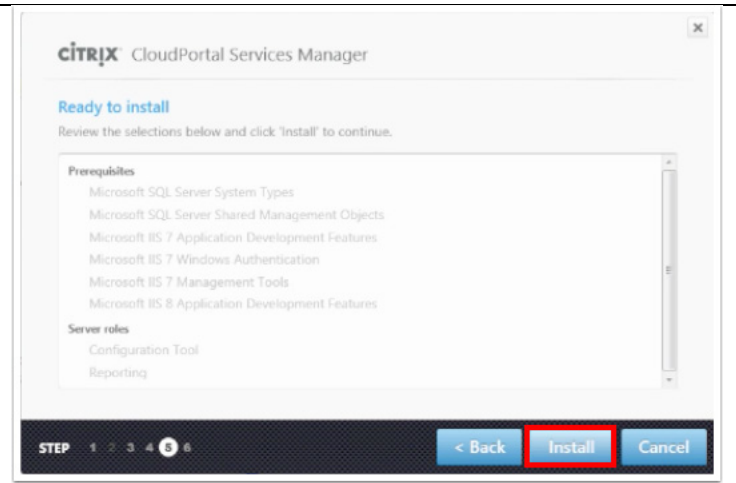 CİTRIX CloudPortal Services Manager
Ready to install
Review the selections below and click 'Install' to continue.
Prerequisites
Microsoft SQL Server System Types
Microsoft SQL Server Shared Management Objects
Microsoft IIS 7 Application Development Features
Microsoft IIS 7 Windows Authentication
Microsoft IIS 7 Management Tools
Microsoft IIS 8 Application Development Features
Server roles
Configuration Tool
Reporting
STEP 1 2 3 4 5 6 < Back Install Cancel